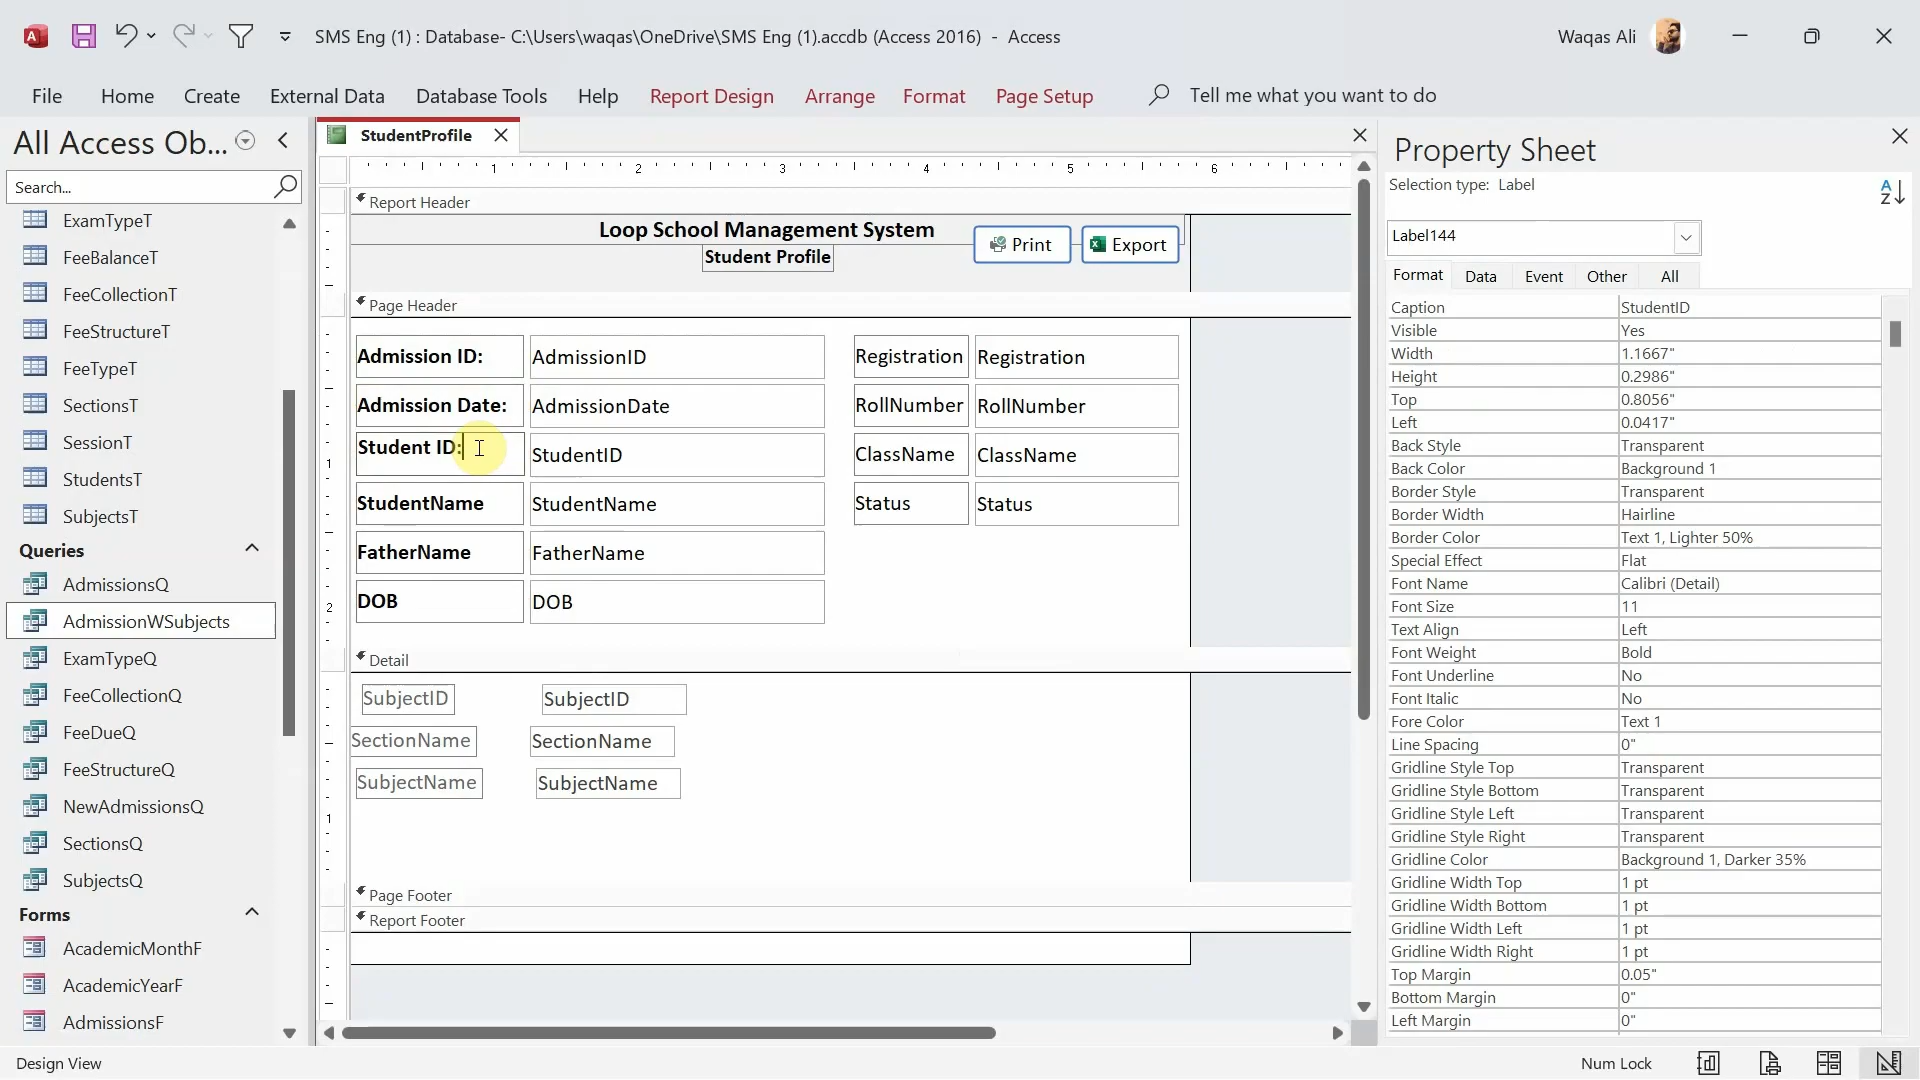 SMS Eng (1) : Database- C:\Users\waqas\OneDrive\SMS Eng (1).accdb (Access 2016) - Access
Waqas Ali
File Home Create External Data Database Tools Help Report Design Arrange Format Page Setup Tell me what you want to do
All Access Ob...
Search...
ExamTypeT
FeeBalanceT
FeeCollectionT
FeeStructureT
FeeTypeT
SectionsT
SessionT
StudentsT
SubjectsT
Queries
AdmissionsQ
AdmissionWSubjects
ExamTypeQ
FeeCollectionQ
FeeDueQ
FeeStructureQ
NewAdmissionsQ
SectionsQ
SubjectsQ
Forms
AcademicMonthF
AcademicYearF
AdmissionsF
StudentProfile
1 2 3 4 5 6
Report Header
Loop School Management System
Student Profile
Print Export
Page Header
Admission ID: AdmissionID Registration Registration
Admission Date: AdmissionDate RollNumber RollNumber
1
Student ID: StudentID ClassName ClassName
StudentName StudentName Status Status
FatherName FatherName
2
DOB DOB
Detail
SubjectID SubjectID
SectionName SectionName
SubjectName SubjectName
1
Page Footer
Report Footer
Property Sheet
Selection type: Label
A
Z
Label144
Format Data Event Other All
Caption StudentID
Visible Yes
Width 1.1667"
Height 0.2986"
Top 0.8056"
Left 0.0417"
Back Style Transparent
Back Color Background 1
Border Style Transparent
Border Width Hairline
Border Color Text 1, Lighter 50%
Special Effect Flat
Font Name Calibri (Detail)
Font Size 11
Text Align Left
Font Weight Bold
Font Underline No
Font Italic No
Fore Color Text 1
Line Spacing 0"
Gridline Style Top Transparent
Gridline Style Bottom Transparent
Gridline Style Left Transparent
Gridline Style Right Transparent
Gridline Color Background 1, Darker 35%
Gridline Width Top 1 pt
Gridline Width Bottom 1 pt
Gridline Width Left 1 pt
Gridline Width Right 1 pt
Top Margin 0.05"
Bottom Margin 0"
Left Margin 0"
Design View
Num Lock